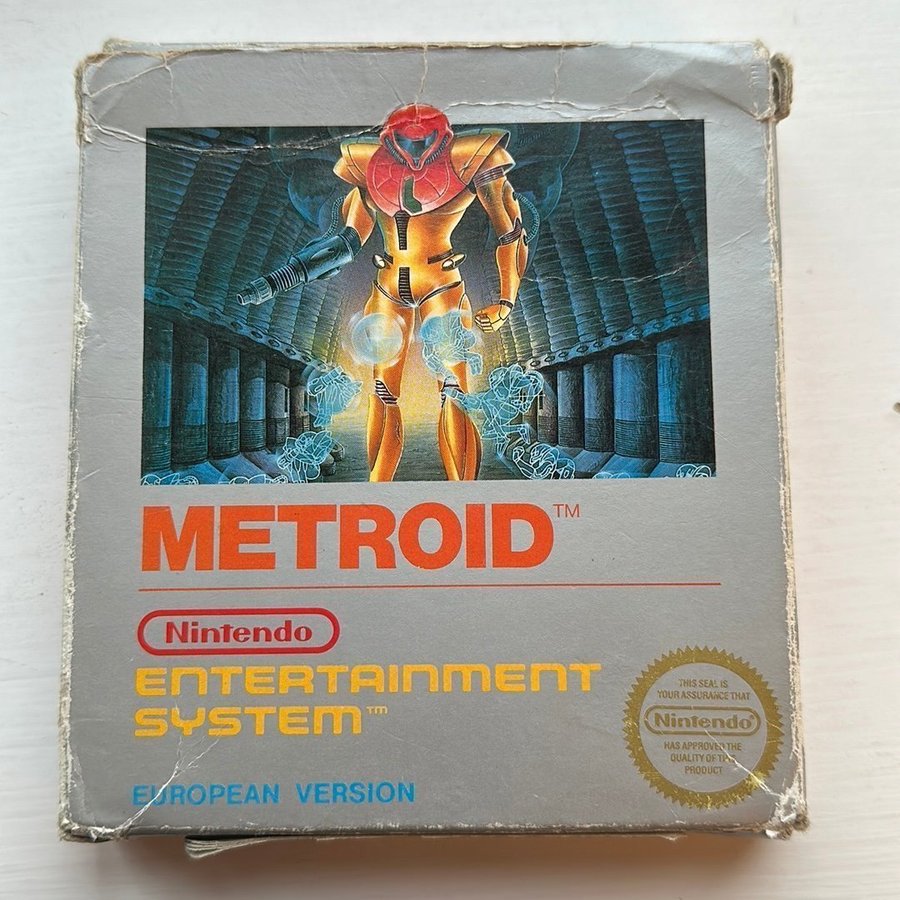 METROID™
Nintendo
ENTERTAINMENT
SYSTEM™
EUROPEAN VERSION
THIS SEAL IS
YOUR ASSURANCE THAT
Nintendo
HAS APPROVED THE
QUALITY OF THIS
PRODUCT